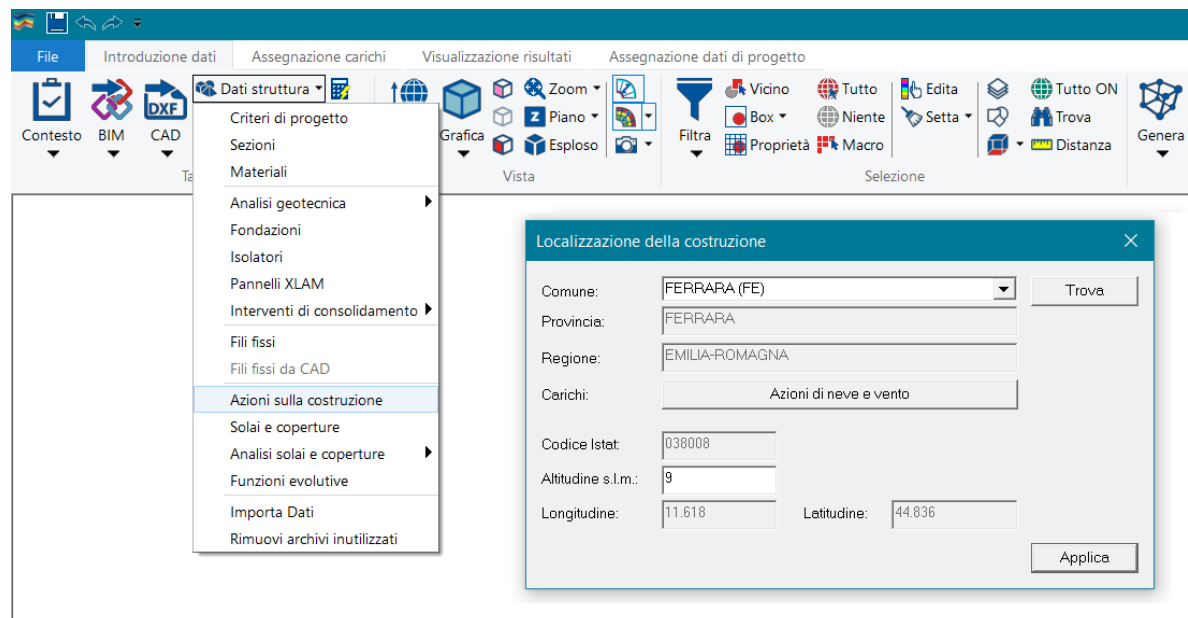 File Introduzione dati Assegnazione carichi Visualizzazione risultati Assegnazione dati di progetto
Dati struttura
Contesto BIM CAD
DXF
Grafica
Zoom
Z Piano
Esploso
Vista
Filtra
Vicino
Box
Proprietà
Tutto
Niente
Macro
Edita
Setta
Selezione
Tutto ON
Trova
Distanza
Genera
Ta
Criteri di progetto
Sezioni
Materiali
Analisi geotecnica
Fondazioni
Isolatori
Pannelli XLAM
Interventi di consolidamento
Fili fissi
Fili fissi da CAD
Azioni sulla costruzione
Solai e coperture
Analisi solai e coperture
Funzioni evolutive
Importa Dati
Rimuovi archivi inutilizzati
Localizzazione della costruzione
Comune: FERRARA (FE) Trova
Provincia: FERRARA
Regione: EMILIA-ROMAGNA
Carichi: Azioni di neve e vento
Codice Istat: 038008
Altitudine s.l.m.: 9
Longitudine: 11.618 Latitudine: 44.836
Applica